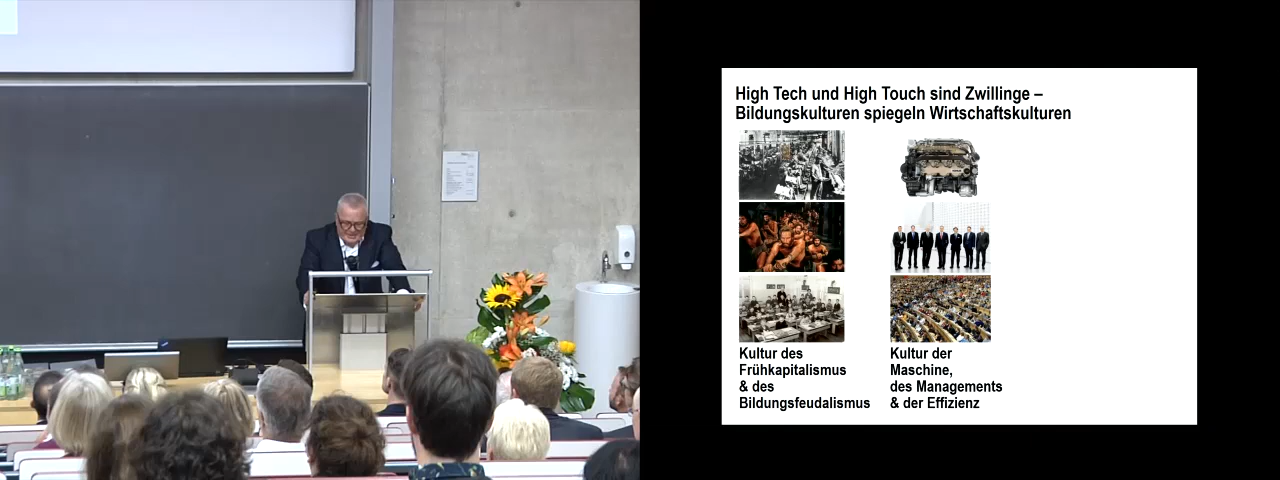 High Tech und High Touch sind Zwillinge –
Bildungskulturen spiegeln Wirtschaftskulturen
Kultur des
Frühkapitalismus
& des
Bildungsfeudalismus
Kultur der
Maschine,
des Managements
& der Effizienz